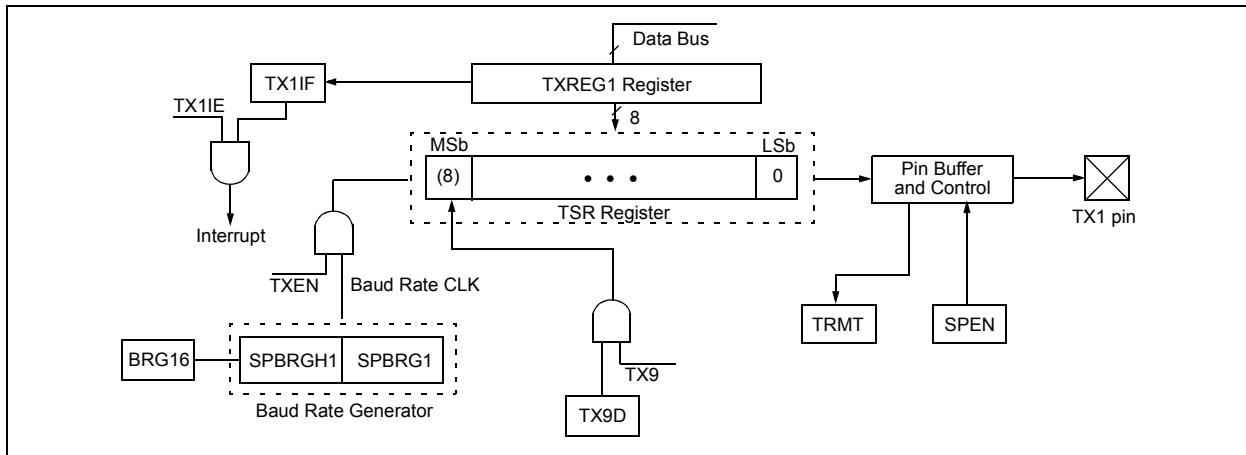 Data Bus
TX1IF
TXREG1 Register
TX1IE
8
MSb
LSb
(8)
• • •
0
Pin Buffer
and Control
TSR Register
TX1 pin
Interrupt
TXEN
Baud Rate CLK
TRMT
SPEN
BRG16
SPBRGH1
SPBRG1
TX9
Baud Rate Generator
TX9D